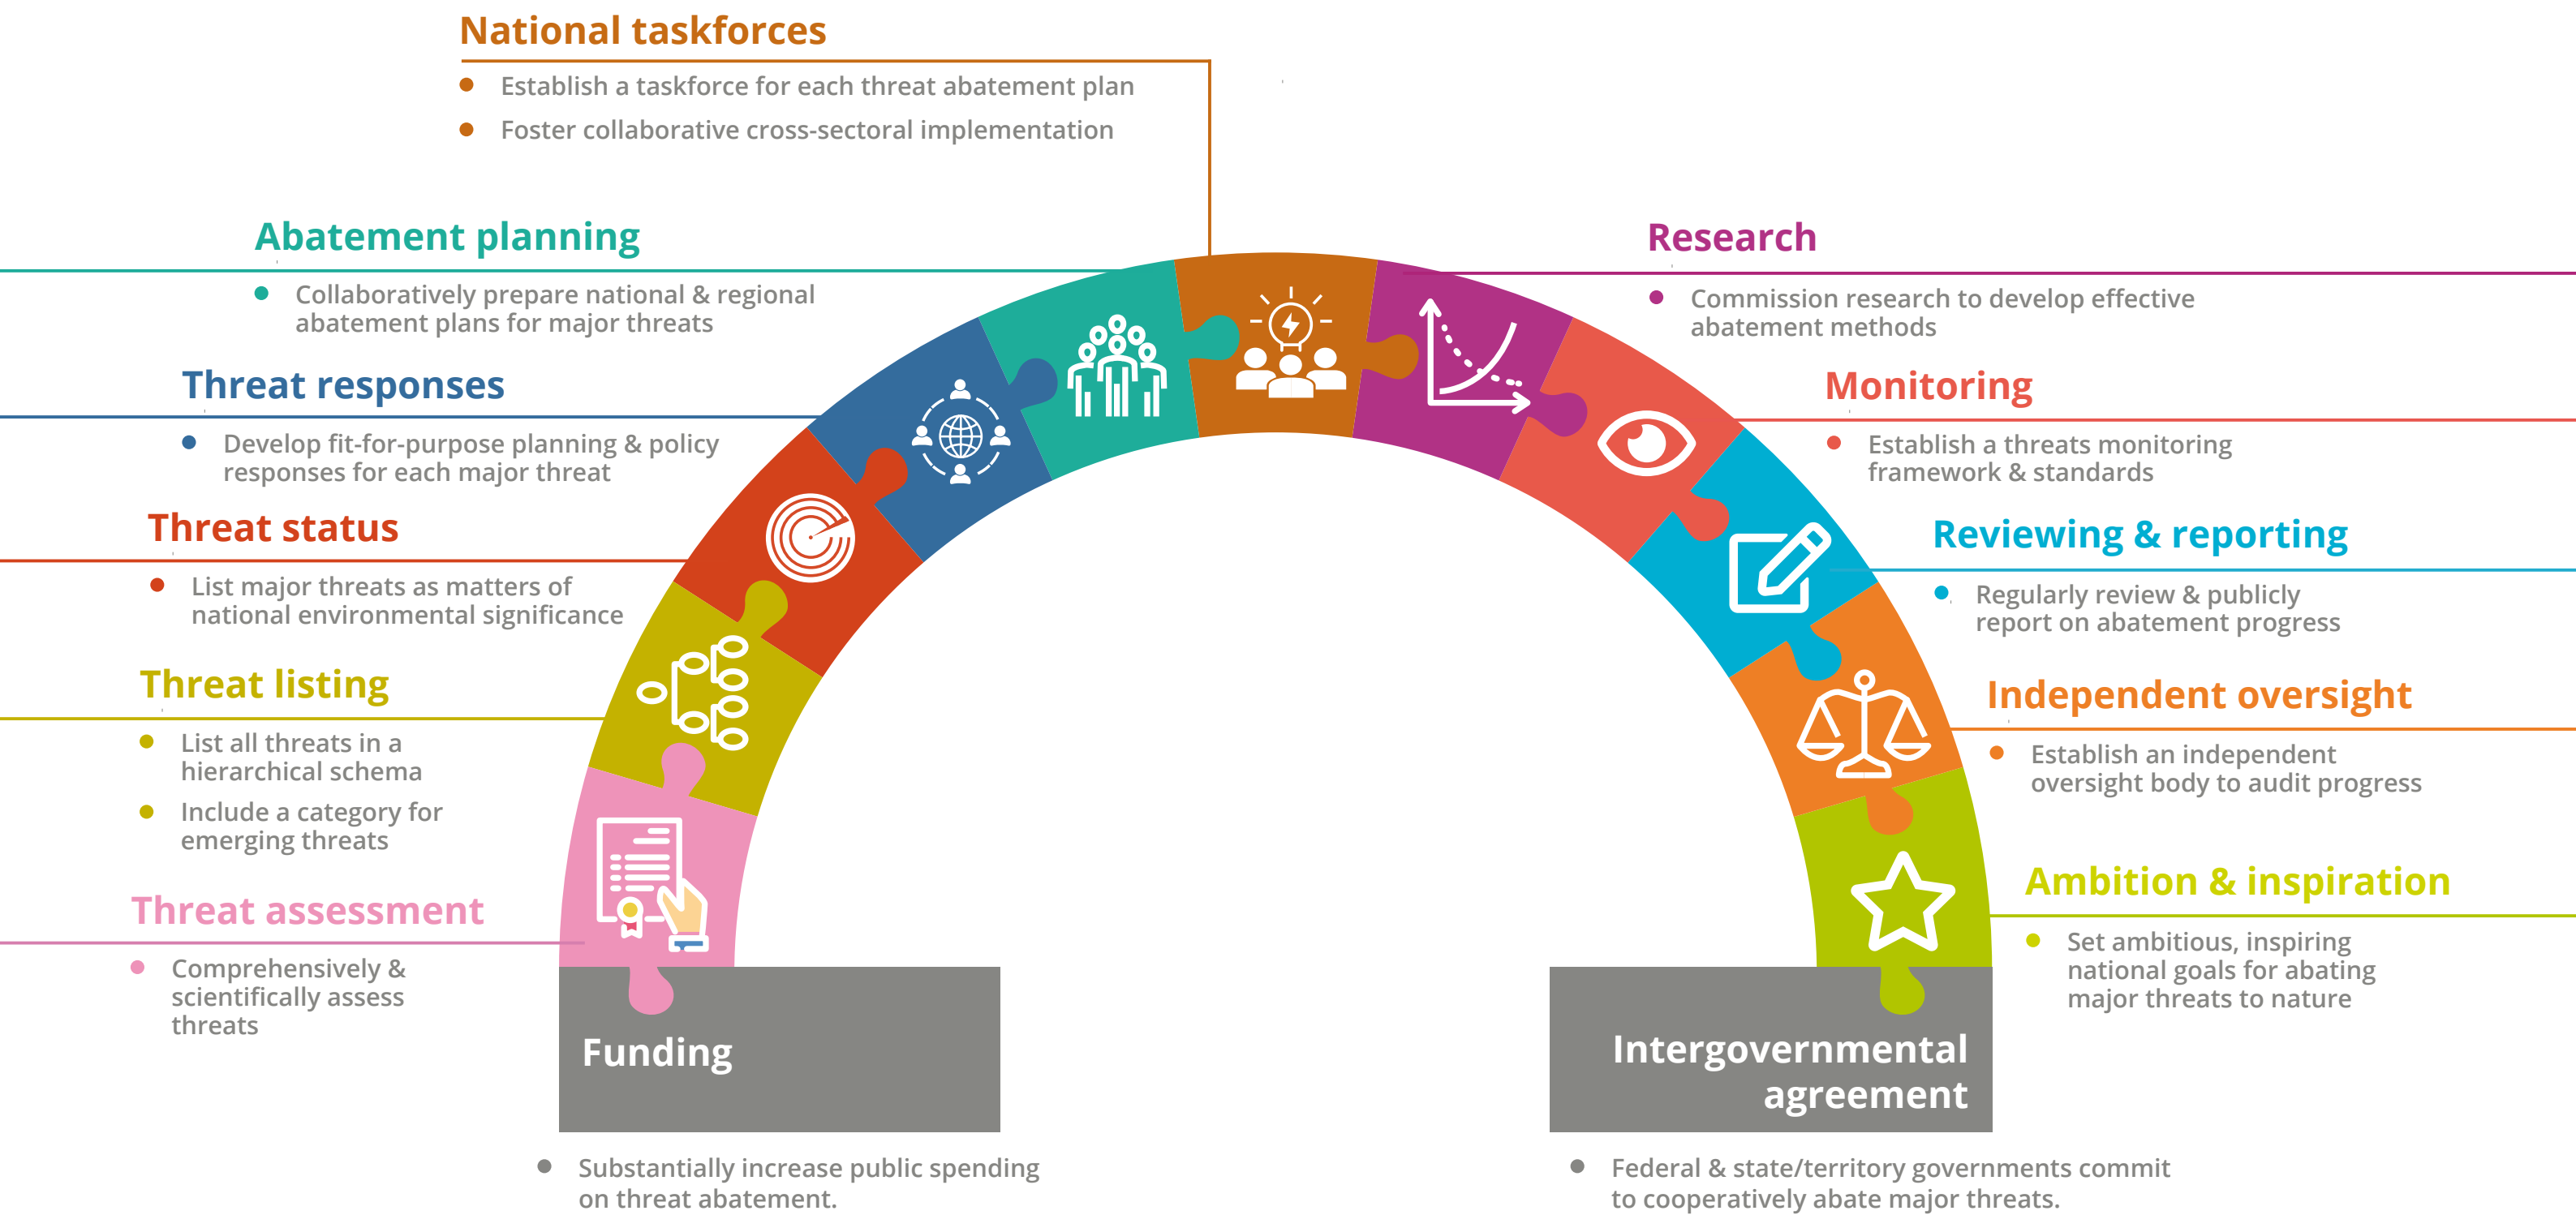 National taskforces
Establish a taskforce for each threat abatement plan
Foster collaborative cross-sectoral implementation
Abatement planning
Collaboratively prepare national & regional
abatement plans for major threats
Threat responses
Develop fit-for-purpose planning & policy
responses for each major threat
Threat status
List major threats as matters of
national environmental significance
Threat listing
List all threats in a
hierarchical schema
Include a category for
emerging threats
Threat assessment
Comprehensively &
scientifically assess
threats
Research
Commission research to develop effective
abatement methods
Monitoring
Establish a threats monitoring
framework & standards
Reviewing & reporting
Regularly review & publicly
report on abatement progress
Independent oversight
Establish an independent
oversight body to audit progress
Ambition & inspiration
Set ambitious, inspiring
national goals for abating
major threats to nature
Funding
Substantially increase public spending
on threat abatement.
Intergovernmental
agreement
Federal & state/territory governments commit
to cooperatively abate major threats.